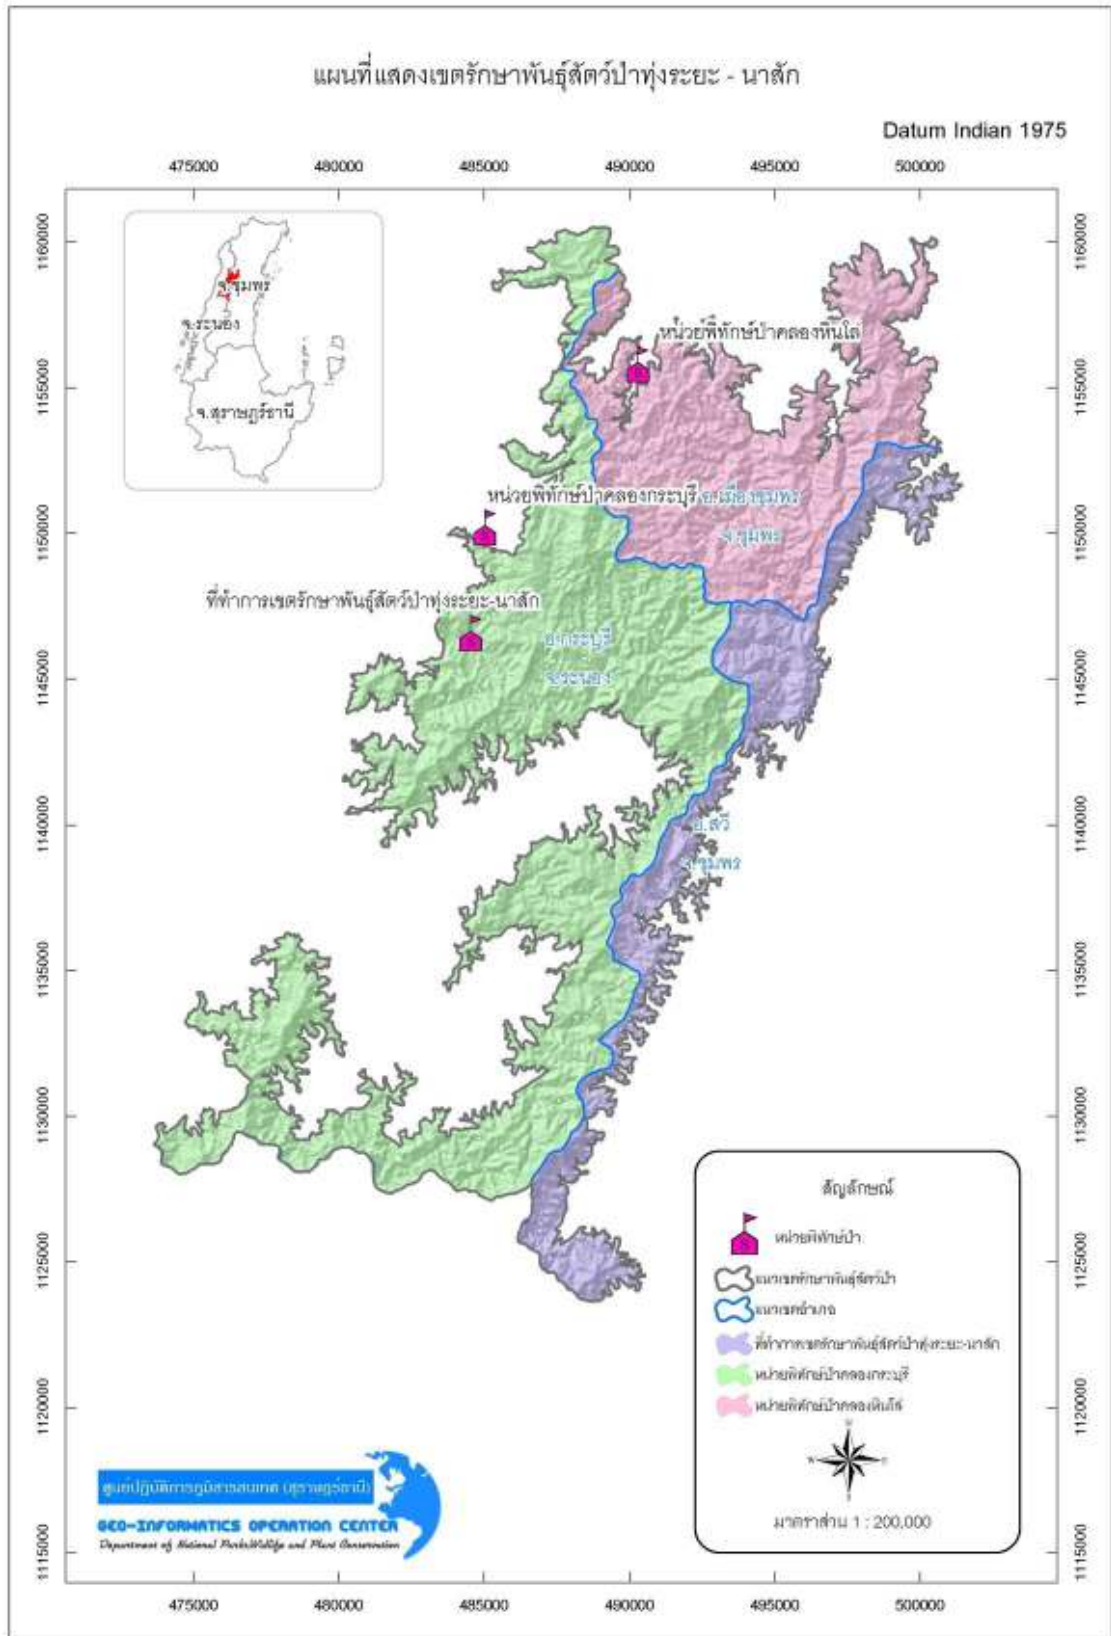 แผนที่แสดงเขตรักษาพันธุ์สัตว์ป่าทุ่งระยะ - นาสัก
Datum Indian 1975
475000 480000 485000 490000 495000 500000
1160000 1160000
จ.ชุมพร
จ.ระนอง
จ.สุราษฎร์ธานี
หน่วยพิทักษ์ป่าคลองหินใส
1155000 1155000
หน่วยพิทักษ์ป่าคลองกระบุรี
อ.เมืองชุมพร
จ.ชุมพร
1150000 1150000
ที่ทำการเขตรักษาพันธุ์สัตว์ป่าทุ่งระยะ-นาสัก
อ.กระบุรี
จ.ระนอง
1145000 1145000
อ.สวี
จ.ชุมพร
1140000 1140000
1135000 1135000
1130000 1130000
1125000 1125000
1120000 1120000
1115000 1115000
สัญลักษณ์
หน่วยพิทักษ์ป่า
แนวเขตรักษาพันธุ์สัตว์ป่า
แนวเขตอำเภอ
ที่ทำการเขตรักษาพันธุ์สัตว์ป่าทุ่งระยะ-นาสัก
หน่วยพิทักษ์ป่าคลองกระบุรี
หน่วยพิทักษ์ป่าคลองหินใส
N
W E
S
มาตราส่วน 1 : 200,000
ศูนย์ปฏิบัติการภูมิสารสนเทศ (สุราษฎร์ธานี)
GEO-INFORMATICS OPERATION CENTER
Department of National Parks,Wildlife and Plant Conservation
475000 480000 485000 490000 495000 500000